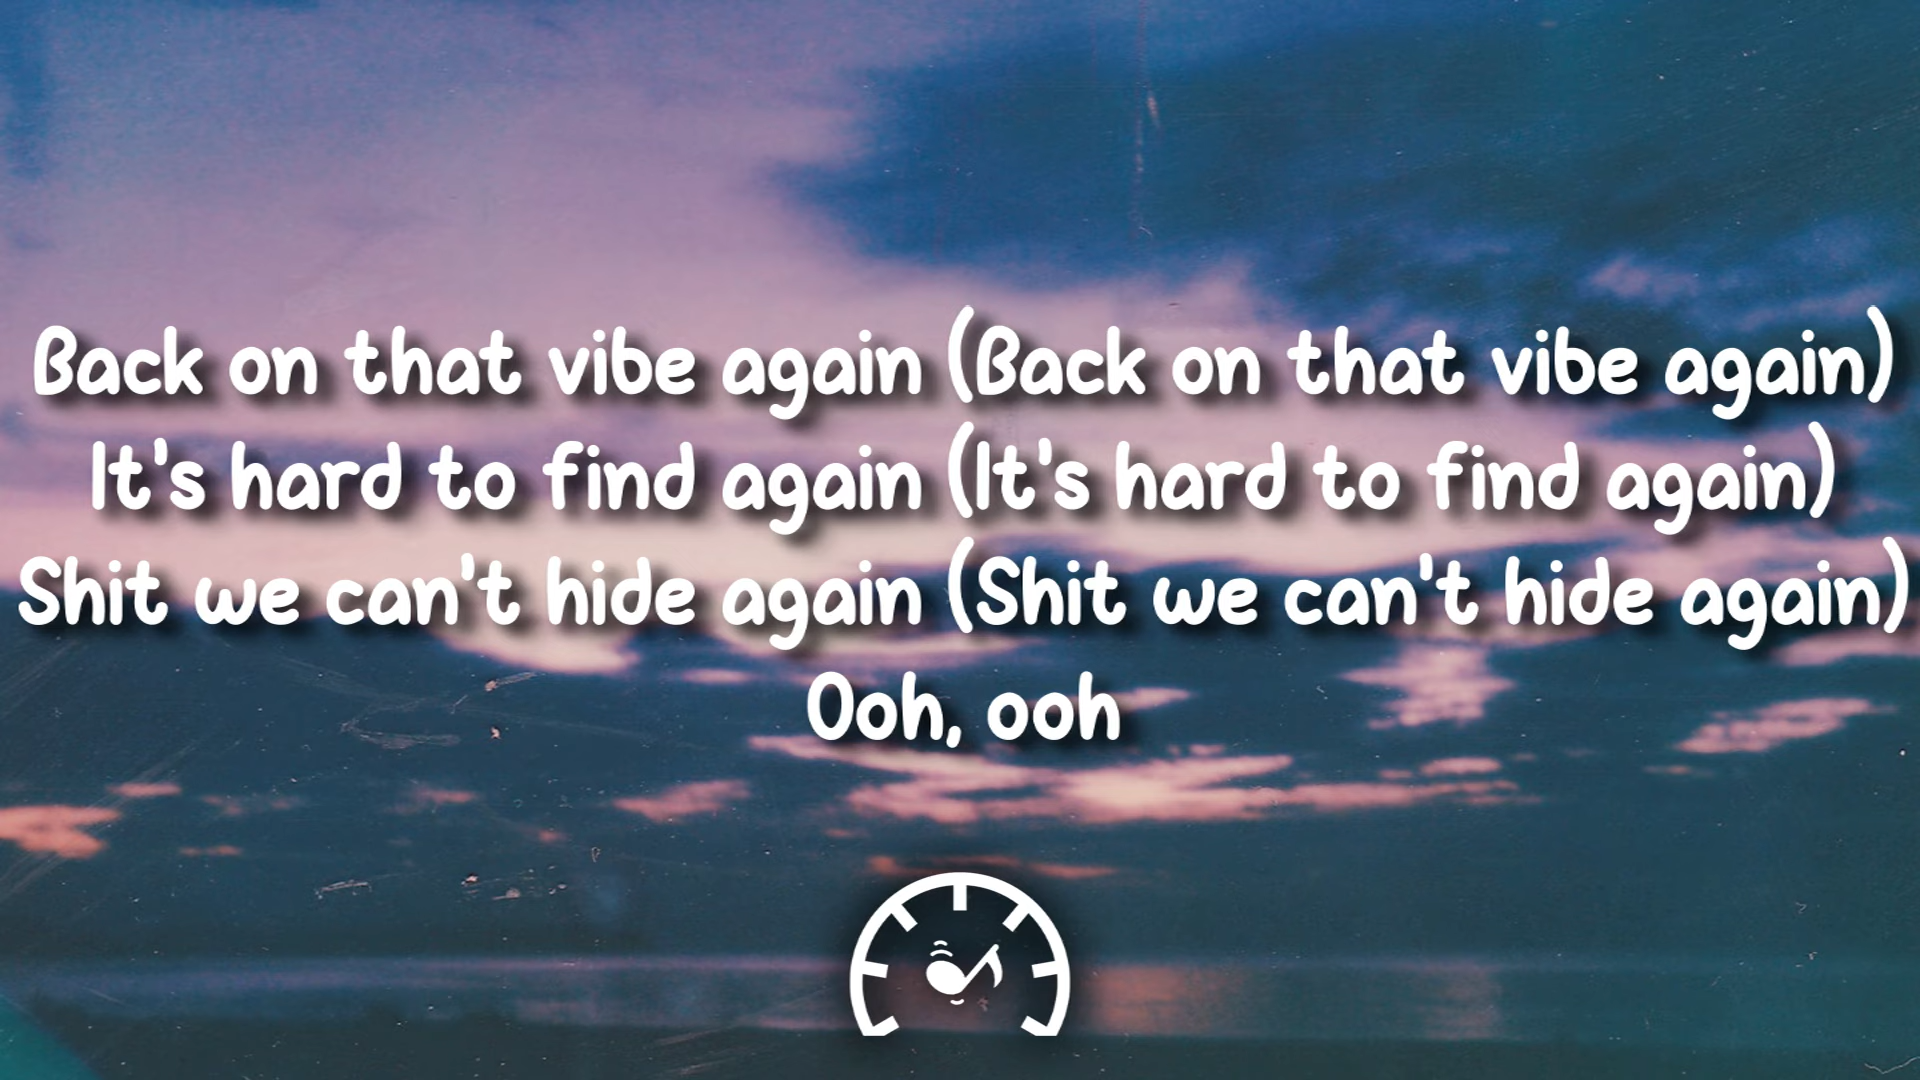 Back on that vibe again (Back on that vibe again)
It's hard to find again (It's hard to find again)
Shit we can't hide again (Shit we can't hide again)
Ooh, ooh